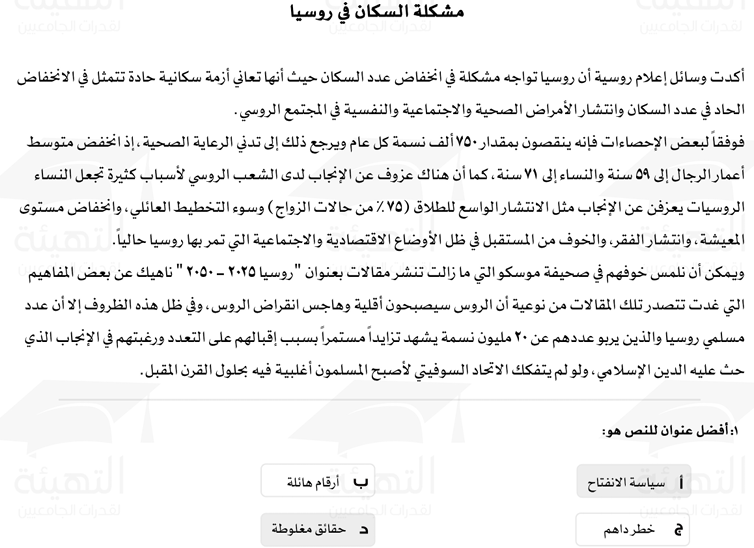 مشكلة السكان في روسيا
أكدت وسائل إعلام روسية أن روسيا تواجه مشكلة في انخفاض عدد السكان حيث أنها تعاني أزمة سكانية حادة تتمثل في الانخفاض
الحاد في عدد السكان وانتشار الأمراض الصحية والاجتماعية والنفسية في المجتمع الروسي.
فوفقاً لبعض الإحصاءات فإنه ينقصون بمقدار ٧٥٠ ألف نسمة كل عام ويرجع ذلك إلى تدني الرعاية الصحية، إذ انخفض متوسط
أعمار الرجال إلى ٥٩ سنة والنساء إلى ٧١ سنة، كما أن هناك عزوف عن الإنجاب لدى الشعب الروسي لأسباب كثيرة تجعل النساء
الروسيات يعزفن عن الإنجاب مثل الانتشار الواسع للطلاق (٧٥٪ من حالات الزواج) وسوء التخطيط العائلي، وانخفاض مستوى
المعيشة، وانتشار الفقر، والخوف من المستقبل في ظل الأوضاع الاقتصادية والاجتماعية التي تمر بها روسيا حالياً.
ويمكن أن نلمس خوفهم في صحيفة موسكو التي ما زالت تنشر مقالات بعنوان "روسيا ٢٠٢٥ – ٢٠٥٠" ناهيك عن بعض المفاهيم
التي غدت تتصدر تلك المقالات من نوعية أن الروس سيصبحون أقلية وهاجس انقراض الروس، وفي ظل هذه الظروف إلا أن عدد
مسلمي روسيا والذين يربو عددهم عن ٢٠ مليون نسمة يشهد تزايداً مستمراً بسبب إقبالهم على التعدد ورغبتهم في الإنجاب الذي
حث عليه الدين الإسلامي، ولو لم يتفكك الاتحاد السوفيتي لأصبح المسلمون أغلبية فيه بحلول القرن المقبل.
١: أفضل عنوان للنص هو:
أ سياسة الانفتاح
ب أرقام هائلة
ج خطر داهم
د حقائق مغلوطة
التهيئة
لقدرات الجامعيين